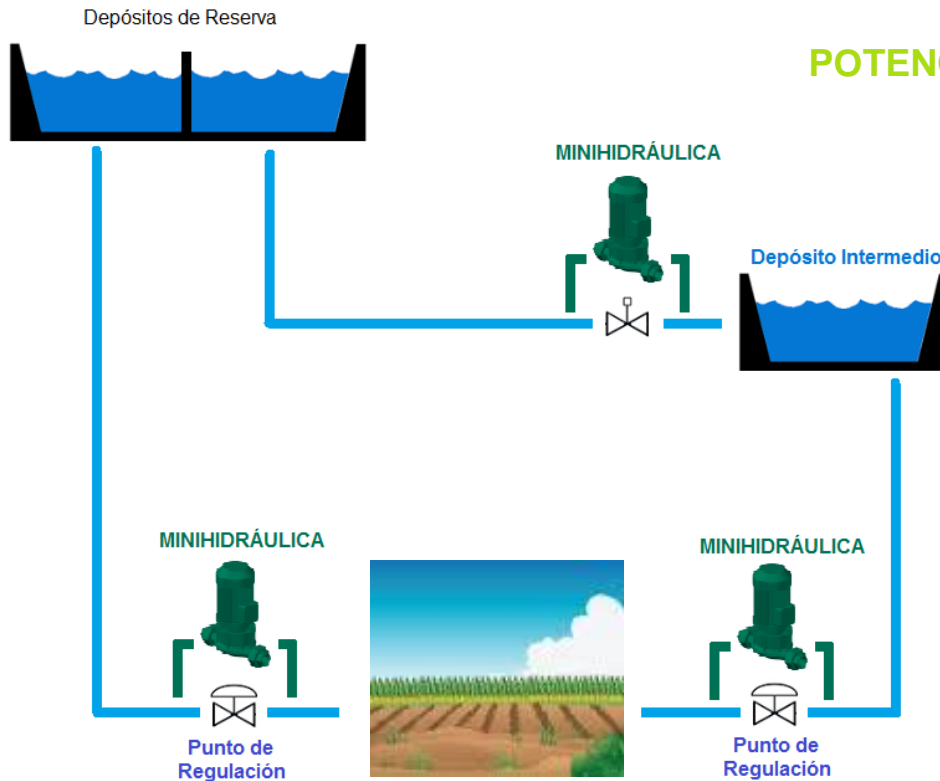 Depósitos de Reserva
MINIHIDRÁULICA
Depósito Intermedio
MINIHIDRÁULICA
Punto de
Regulación
MINIHIDRÁULICA
Punto de
Regulación